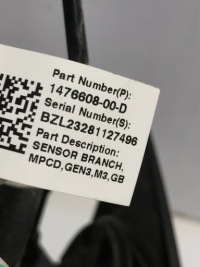 Part Number(P):
1476608-00-D
Serial Number(S):
BZL23281127496
Part Description:
SENSOR BRANCH,
MPCD,GEN3,M3,GB